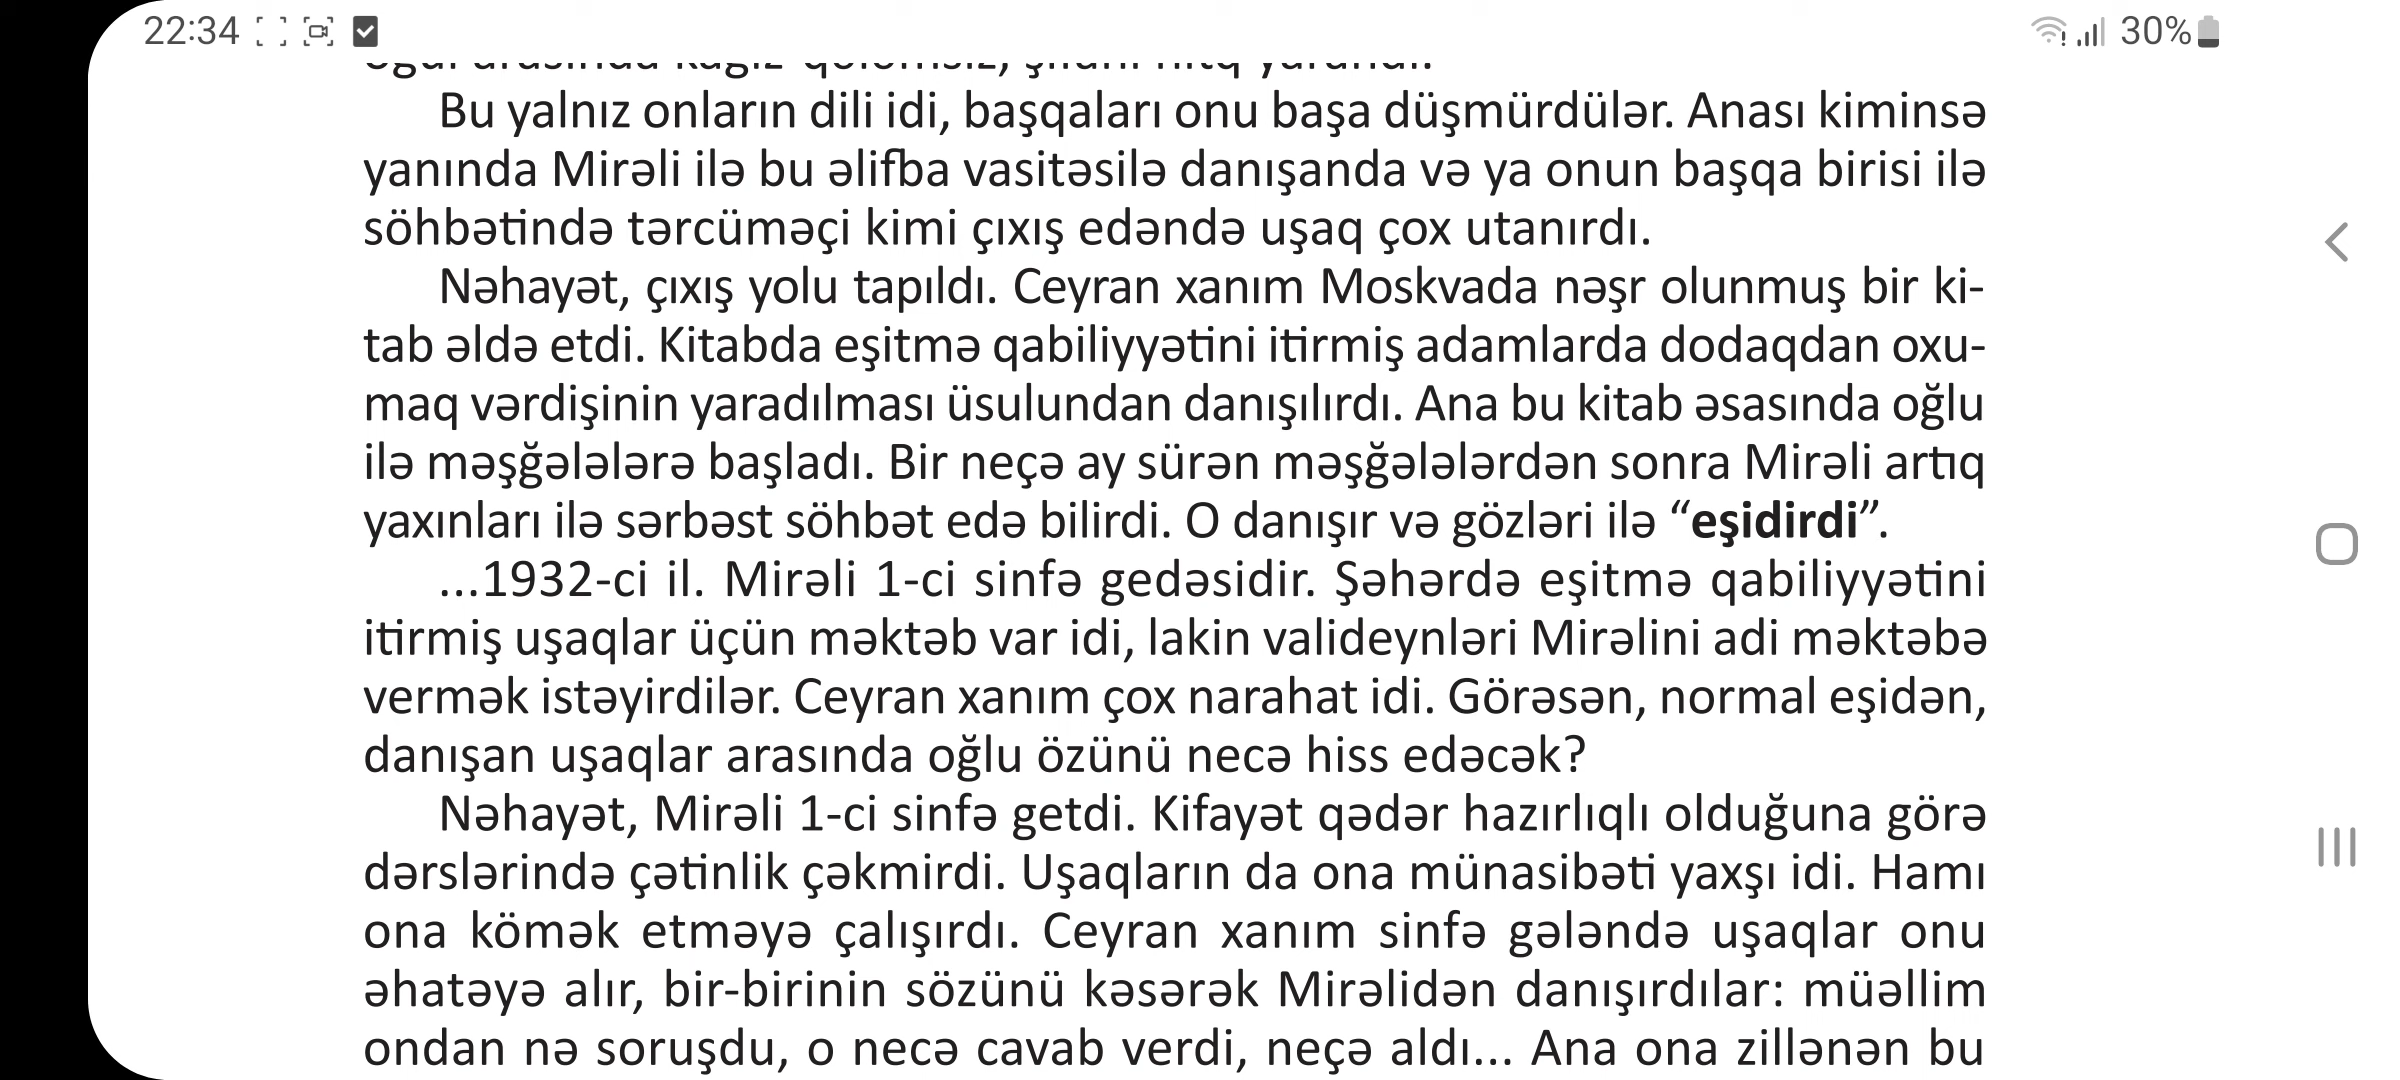 22:34
30%
Bu yalnız onların dili idi, başqaları onu başa düşmürdülər. Anası kiminsə
yanında Mirəli ilə bu əlifba vasitəsilə danışanda və ya onun başqa birisi ilə
söhbətində tərcüməçi kimi çıxış edəndə uşaq çox utanırdı.
Nəhayət, çıxış yolu tapıldı. Ceyran xanım Moskvada nəşr olunmuş bir ki-
tab əldə etdi. Kitabda eşitmə qabiliyyətini itirmiş adamlarda dodaqdan oxu-
maq vərdişinin yaradılması üsulundan danışılırdı. Ana bu kitab əsasında oğlu
ilə məşğələlərə başladı. Bir neçə ay sürən məşğələlərdən sonra Mirəli artıq
yaxınları ilə sərbəst söhbət edə bilirdi. O danışır və gözləri ilə “eşidirdi”.
...1932-ci il. Mirəli 1-ci sinfə gedəsidir. Şəhərdə eşitmə qabiliyyətini
itirmiş uşaqlar üçün məktəb var idi, lakin valideynləri Mirəlini adi məktəbə
vermək istəyirdilər. Ceyran xanım çox narahat idi. Görəsən, normal eşidən,
danışan uşaqlar arasında oğlu özünü necə hiss edəcək?
Nəhayət, Mirəli 1-ci sinfə getdi. Kifayət qədər hazırlıqlı olduğuna görə
dərslərində çətinlik çəkmirdi. Uşaqların da ona münasibəti yaxşı idi. Hamı
ona kömək etməyə çalışırdı. Ceyran xanım sinfə gələndə uşaqlar onu
əhatəyə alır, bir-birinin sözünü kəsərək Mirəlidən danışırdılar: müəllim
ondan nə soruşdu, o necə cavab verdi, neçə aldı... Ana ona zillənən bu